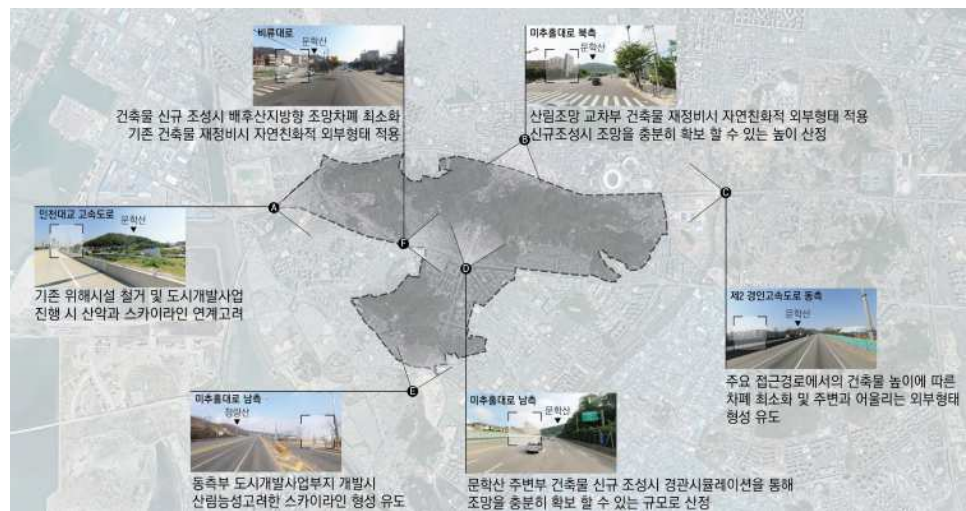 비류대로
문학산
건축물 신규 조성시 배후산지방향 조망차폐 최소화
기존 건축물 재정비시 자연친화적 외부형태 적용
미추홀대로 북측
문학산
산림조망 교차부 건축물 재정비시 자연친화적 외부형태 적용
신규조성시 조망을 충분히 확보 할 수 있는 높이 산정
B
A
C
F
D
E
인천대교 고속도로
문학산
기존 위해시설 철거 및 도시개발사업
진행 시 산악과 스카이라인 연계고려
제2 경인고속도로 동측
문학산
주요 접근경로에서의 건축물 높이에 따른
차폐 최소화 및 주변과 어울리는 외부형태
형성 유도
미추홀대로 남측
청량산
동측부 도시개발사업부지 개발시
산림능성고려한 스카이라인 형성 유도
미추홀대로 남측
문학산
문학산 주변부 건축물 신규 조성시 경관시뮬레이션을 통해
조망을 충분히 확보 할 수 있는 규모로 산정